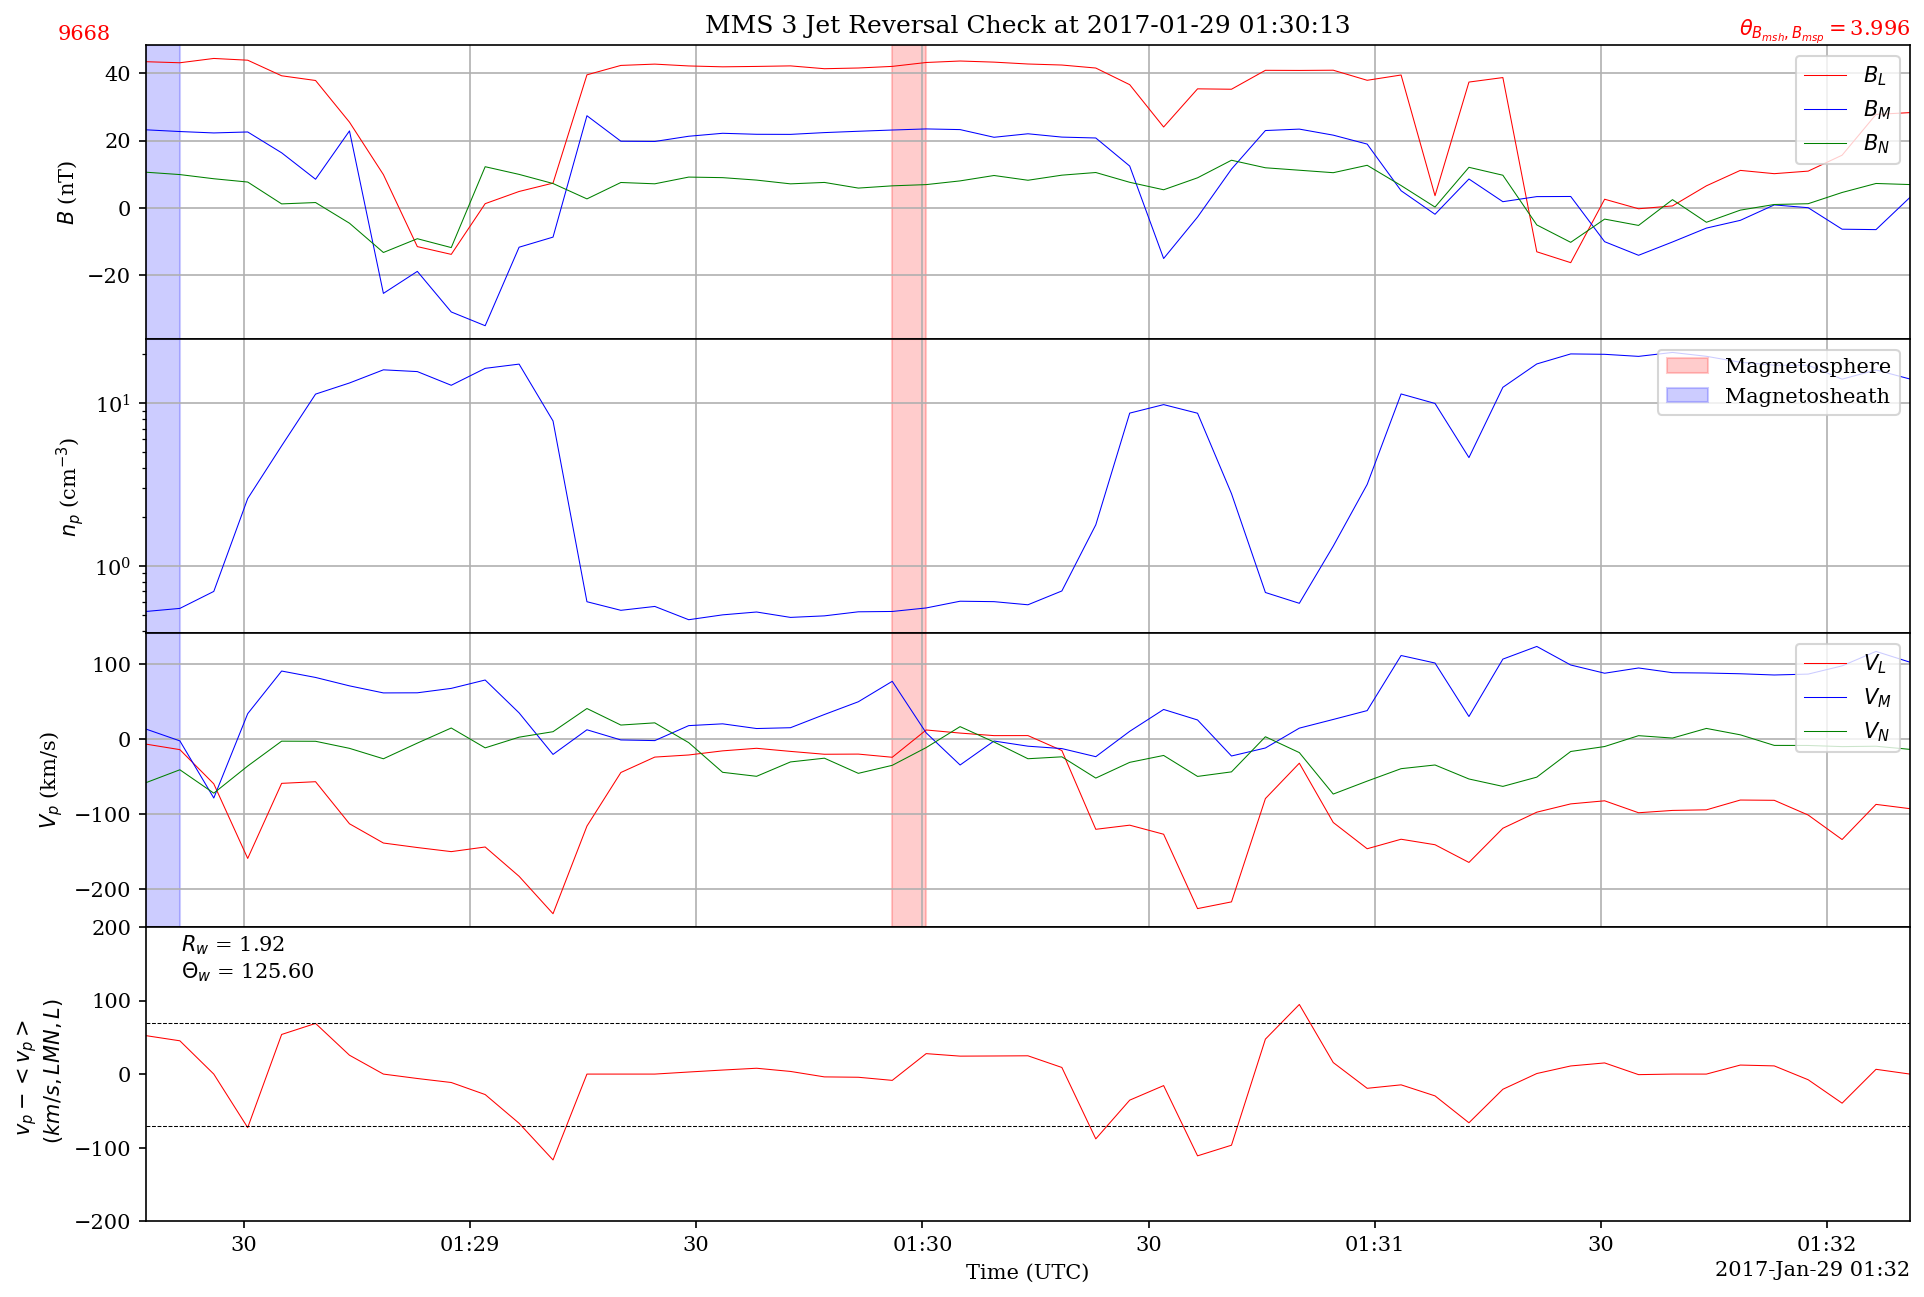 9668
MMS 3 Jet Reversal Check at 2017-01-29 01:30:13
θ_{B_{msh}, B_{msp}} = 3.996
B (nT)
40
20
0
−20
B_L
B_M
B_N
n_p (cm^{−3})
10^1
10^0
Magnetosphere
Magnetosheath
V_p (km/s)
100
0
−100
−200
V_L
V_M
V_N
v_p − < v_p >
(km/s, LMN, L)
200
100
0
−100
−200
R_w = 1.92
Θ_w = 125.60
30
01:29
30
01:30
30
01:31
30
01:32
Time (UTC)
2017-Jan-29 01:32